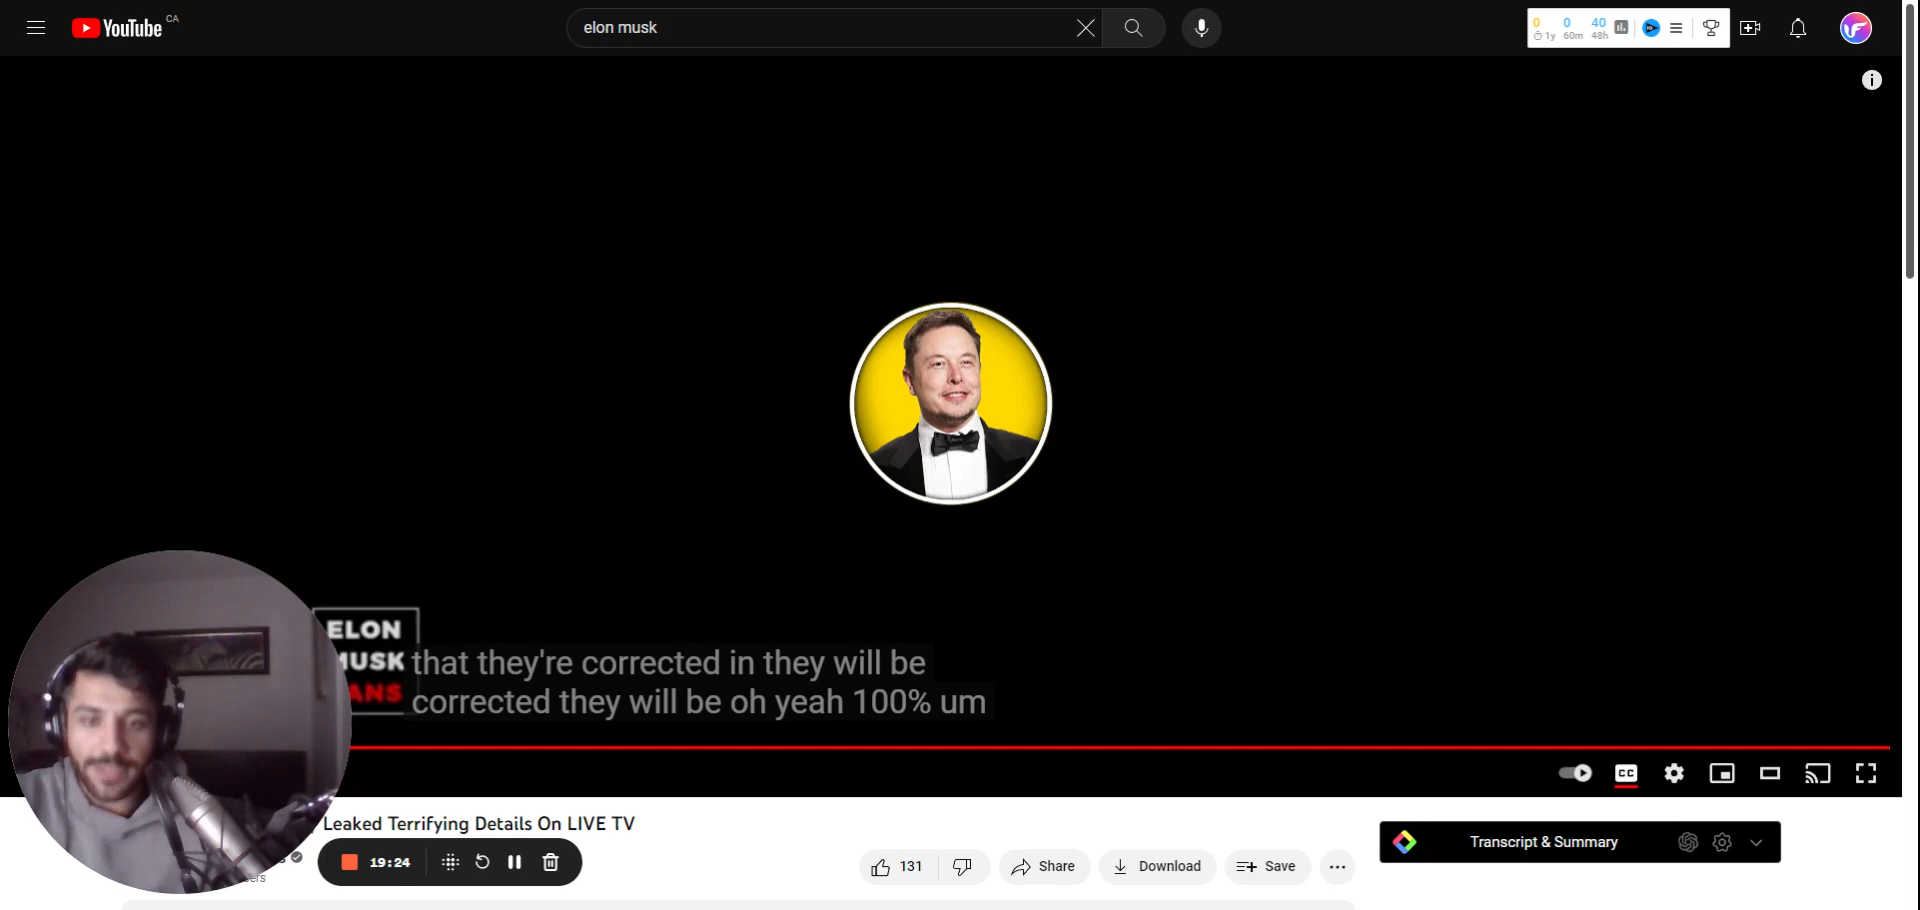 YouTube CA
elon musk
0 0 40
1y 60m 48h
ELON
MUSK
ANS
that they're corrected in they will be
corrected they will be oh yeah 100% um
CC
Leaked Terrifying Details On LIVE TV
19:24
131
Share
Download
Save
Transcript & Summary